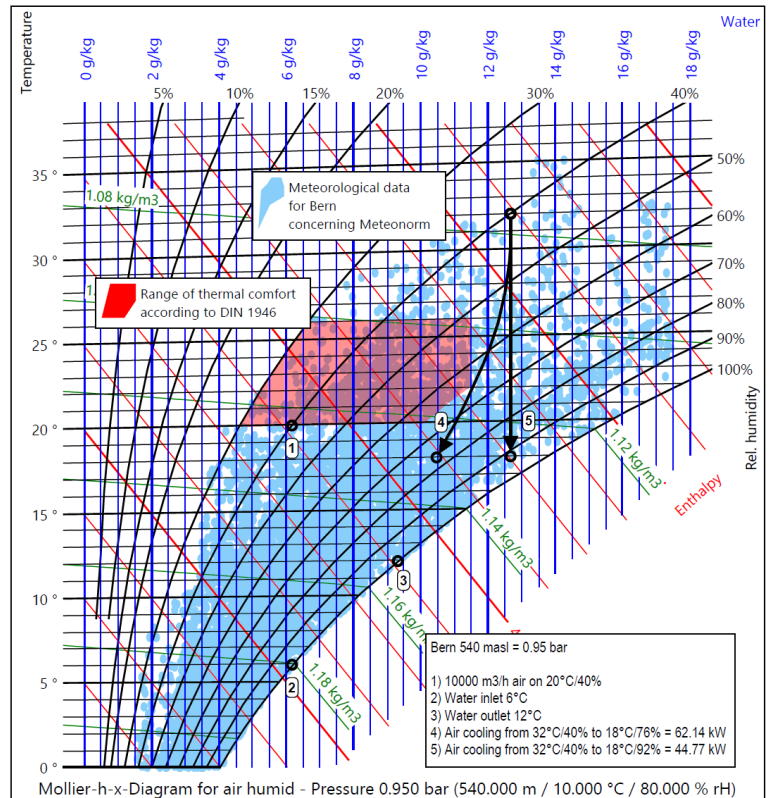 Water
Temperature
0 g/kg
2 g/kg
4 g/kg
6 g/kg
8 g/kg
10 g/kg
12 g/kg
14 g/kg
16 g/kg
18 g/kg
5%
10%
15%
20%
30%
40%
50%
60%
70%
80%
90%
100%
Rel. humidity
35 °
30 °
25 °
20 °
15 °
10 °
5 °
0 °
1.08 kg/m3
Meteorological data
for Bern
concerning Meteonorm
Range of thermal comfort
according to DIN 1946
1
4
5
3
2
1.12 kg/m3
1.14 kg/m3
1.16 kg/m3
1.18 kg/m3
Enthalpy
Bern 540 masl = 0.95 bar
1) 10000 m3/h air on 20°C/40%
2) Water inlet 6°C
3) Water outlet 12°C
4) Air cooling from 32°C/40% to 18°C/76% = 62.14 kW
5) Air cooling from 32°C/40% to 18°C/92% = 44.77 kW
Mollier-h-x-Diagram for air humid - Pressure 0.950 bar (540.000 m / 10.000 °C / 80.000 % rH)